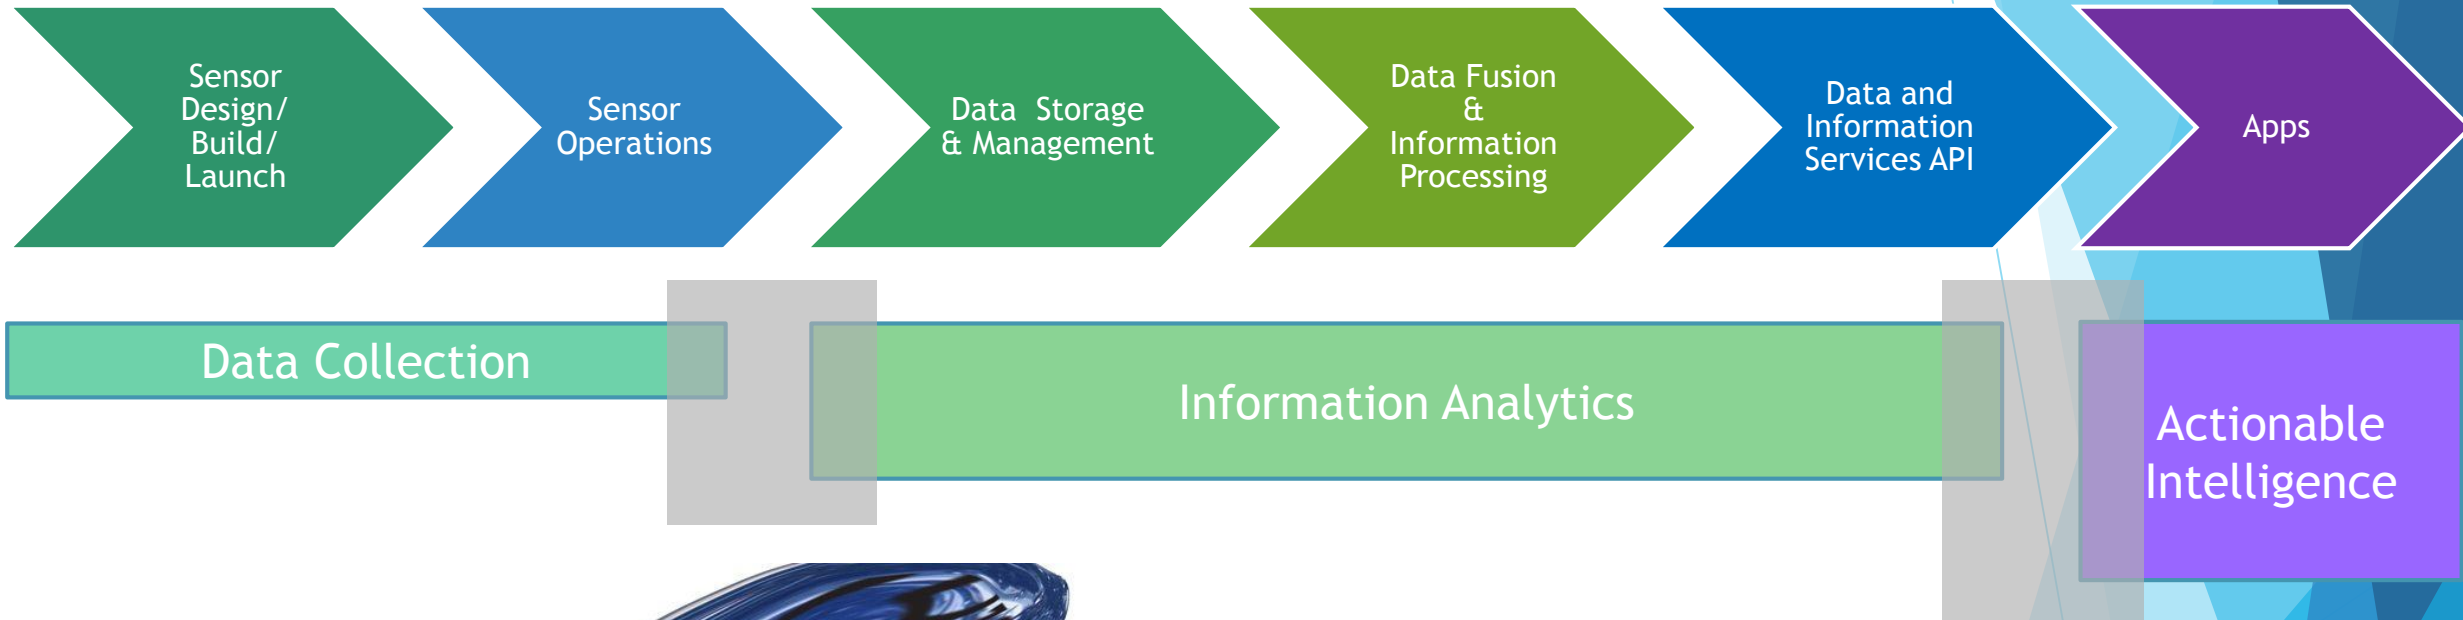 Sensor
Design/
Build/
Launch
Sensor
Operations
Data Storage
& Management
Data Fusion
&
Information
Processing
Data and
Information
Services API
Apps
Data Collection
Information Analytics
Actionable
Intelligence